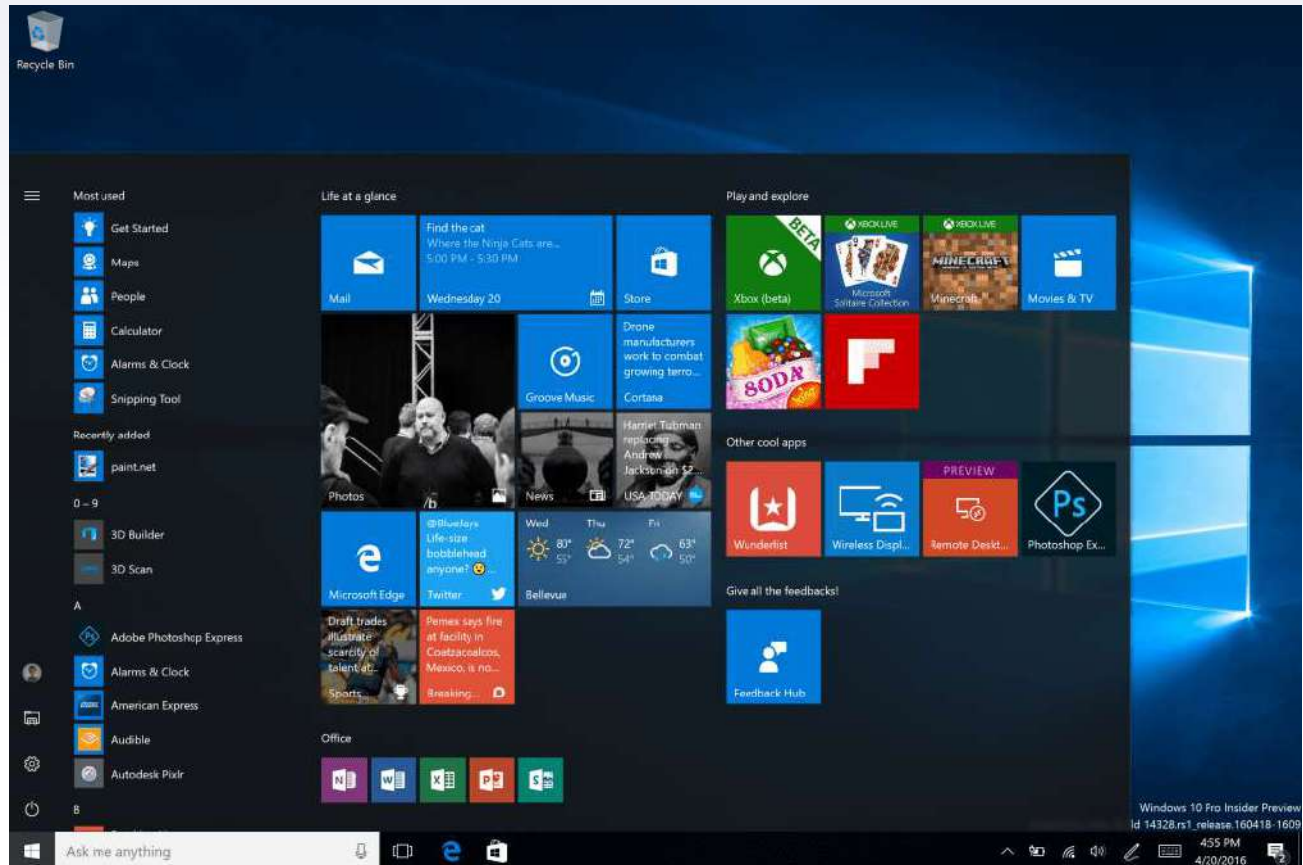 Recycle Bin
Most used
Get Started
Maps
People
Calculator
Alarms & Clock
Snipping Tool
Recently added
paint.net
0 – 9
3D Builder
3D Scan
A
Adobe Photoshop Express
Alarms & Clock
American Express
Audible
Autodesk Pixlr
B
Life at a glance
Mail
Find the cat
Where the Ninja Cats are...
5:00 PM - 5:30 PM
Wednesday 20
Store
Photos
Groove Music
Drone
manufacturers
work to combat
growing terro...
Cortana
News
Harriet Tubman
replacing
Andrew
Jackson on $2...
USA TODAY
Microsoft Edge
@BlueJays
Life-size
bobblehead
anyone? 😮...
Twitter
Wed Thu Fri
80° 72° 63°
55° 54° 50°
Bellevue
Draft trades
illustrate
scarcity of
talent at...
Sports
Pemex says fire
at facility in
Coatzacoalcos,
Mexico, is no...
Breaking...
Office
N
W
X
P
S
Play and explore
BETA
Xbox (beta)
XBOX LIVE
Microsoft
Solitaire Collection
XBOX LIVE
MINECRAFT
Minecraft
Movies & TV
SODA
Other cool apps
Wunderlist
Wireless Displ...
PREVIEW
Remote Deskt...
Ps
Photoshop Ex...
Give all the feedbacks!
Feedback Hub
Windows 10 Pro Insider Preview
ld 14328.rs1_release.160418-1609
Ask me anything
4:55 PM
4/20/2016
2